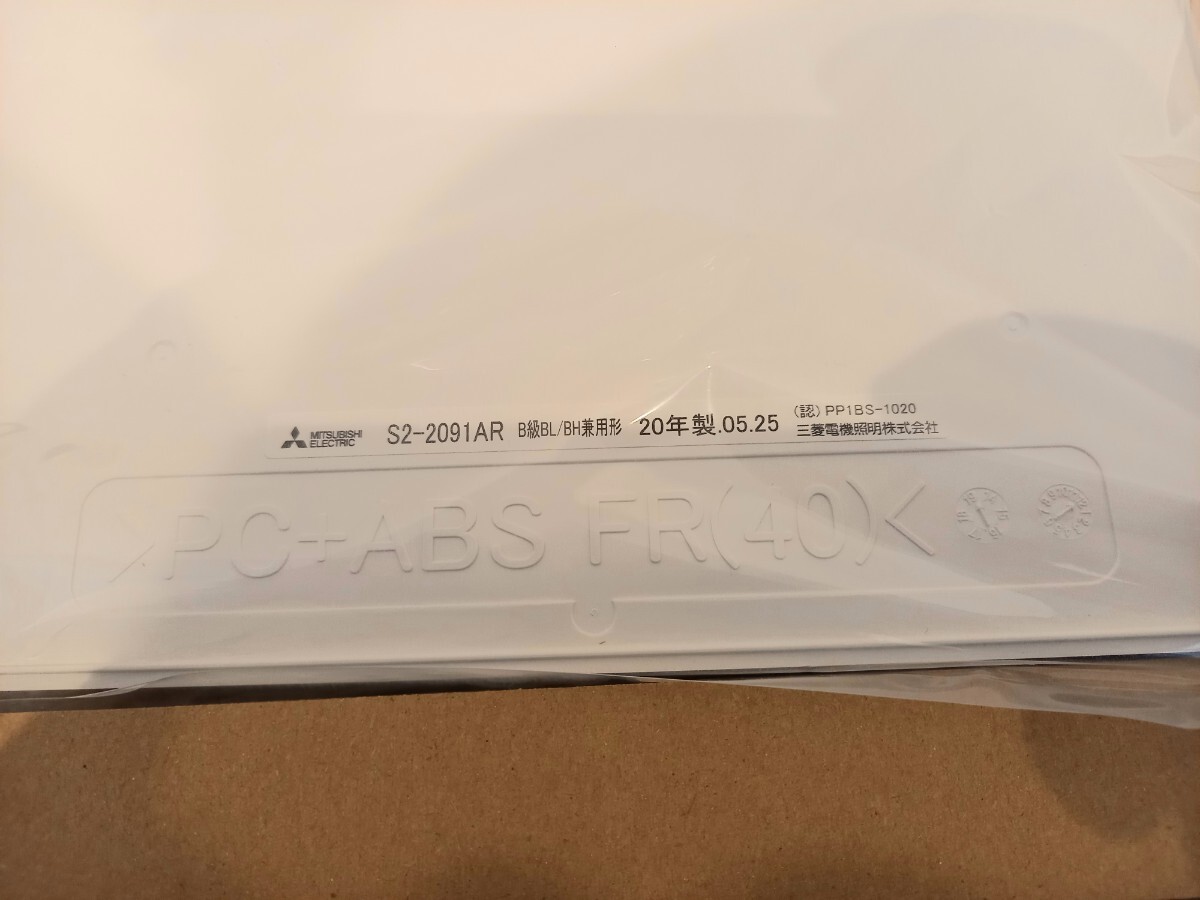 MITSUBISHI ELECTRIC S2-2091AR B級BL/BH兼用形 20年製.05.25 (認)PP1BS-1020
三菱電機照明株式会社
>PC+ABS FR(40)<